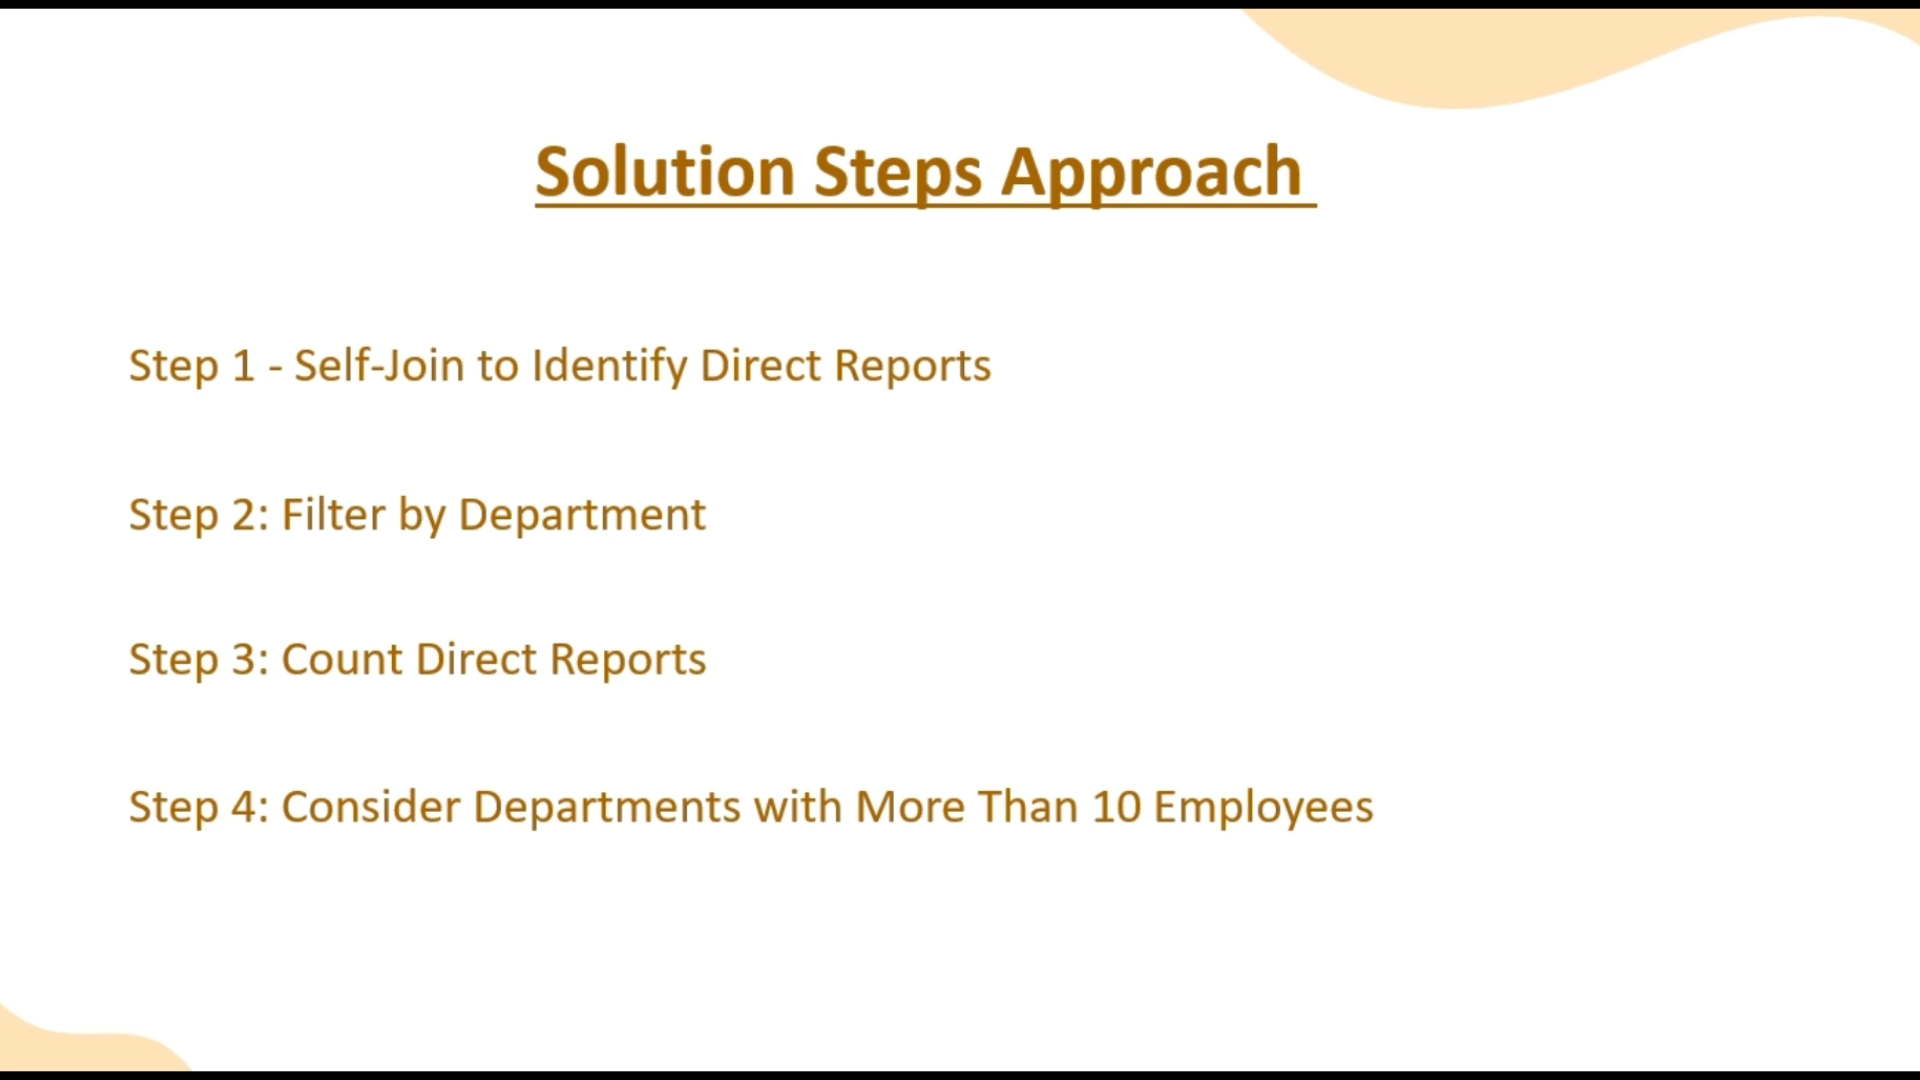 Solution Steps Approach
Step 1 - Self-Join to Identify Direct Reports
Step 2: Filter by Department
Step 3: Count Direct Reports
Step 4: Consider Departments with More Than 10 Employees